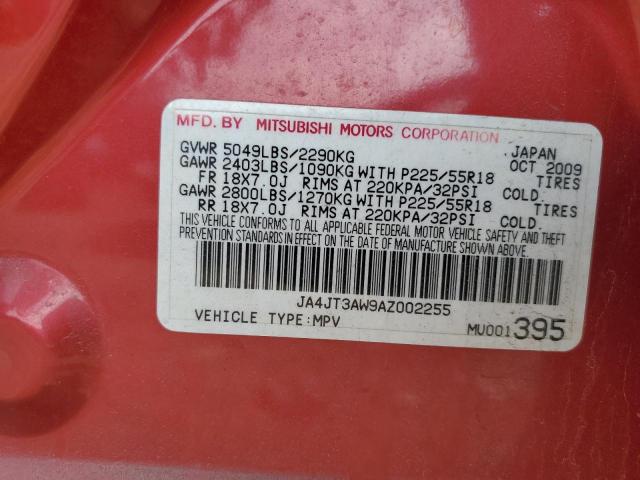 MFD. BY MITSUBISHI MOTORS CORPORATION
JAPAN
GVWR 5049LBS/2290KG OCT 2009
GAWR 2403LBS/1090KG WITH P225/55R18 TIRES
FR 18X7.0J RIMS AT 220KPA/32PSI COLD.
GAWR 2800LBS/1270KG WITH P225/55R18 TIRES
RR 18X7.0J RIMS AT 220KPA/32PSI COLD.
THIS VEHICLE CONFORMS TO ALL APPLICABLE FEDERAL MOTOR VEHICLE SAFETY AND THEFT
PREVENTION STANDARDS IN EFFECT ON THE DATE OF MANUFACTURE SHOWN ABOVE.
JA4JT3AW9AZ002255
VEHICLE TYPE:MPV MU001395